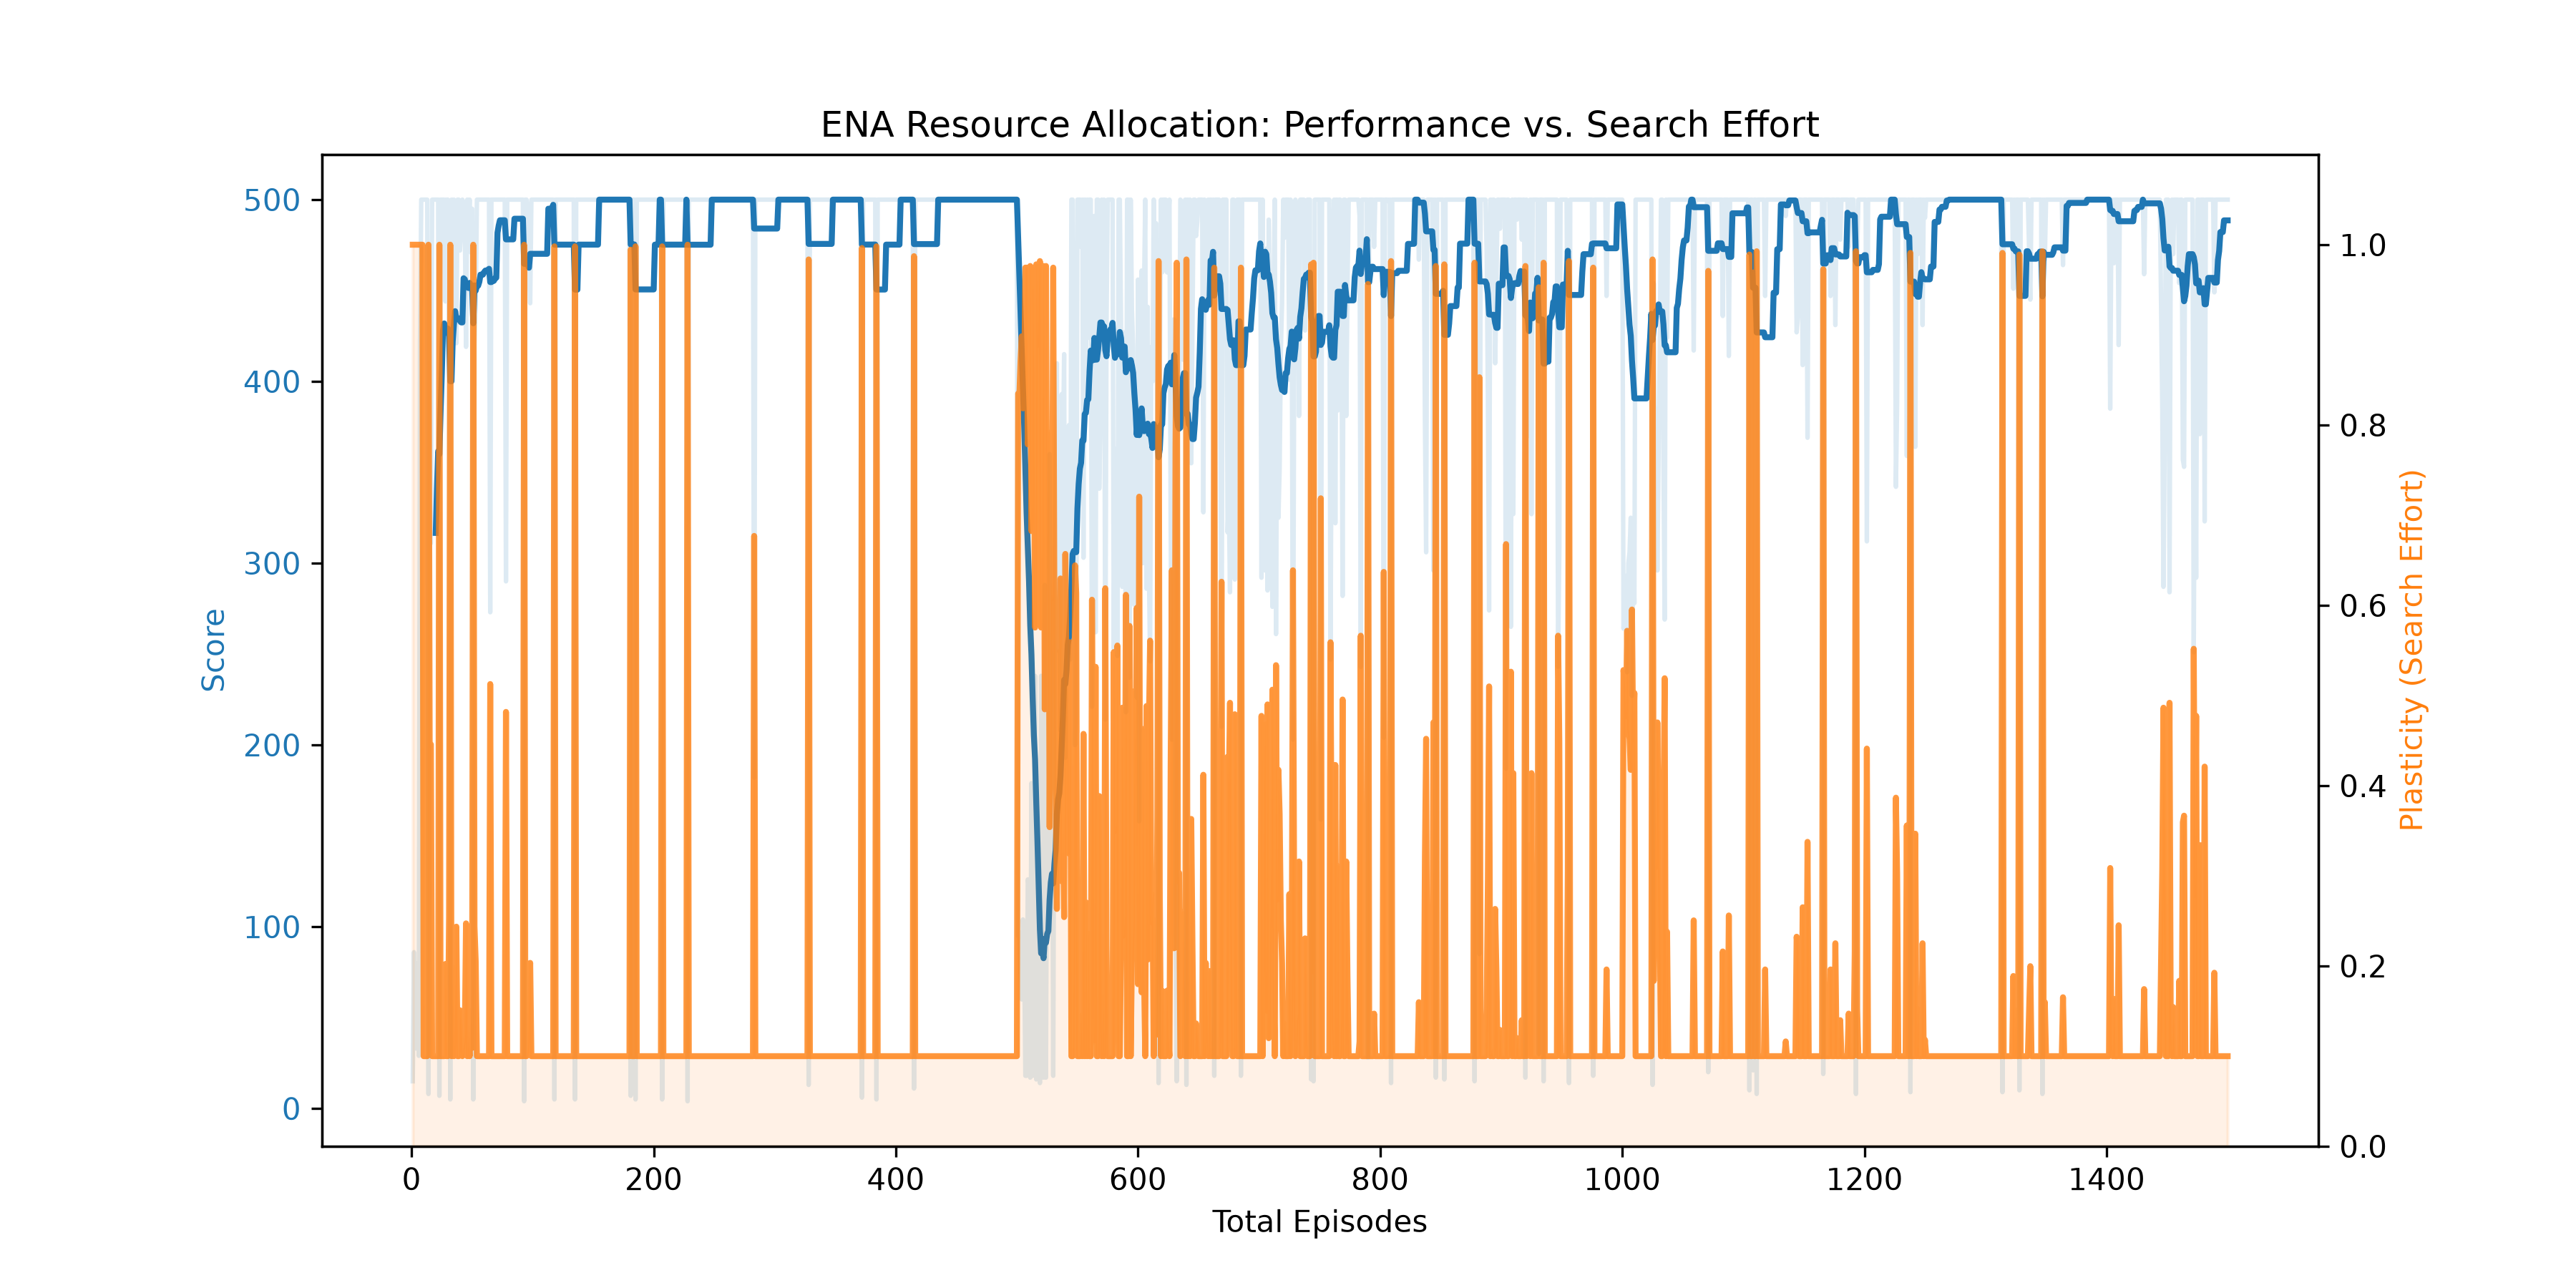 ENA Resource Allocation: Performance vs. Search Effort
500
400
300
200
100
0
Score
1.0
0.8
0.6
0.4
0.2
0.0
Plasticity (Search Effort)
0 200 400 600 800 1000 1200 1400
Total Episodes